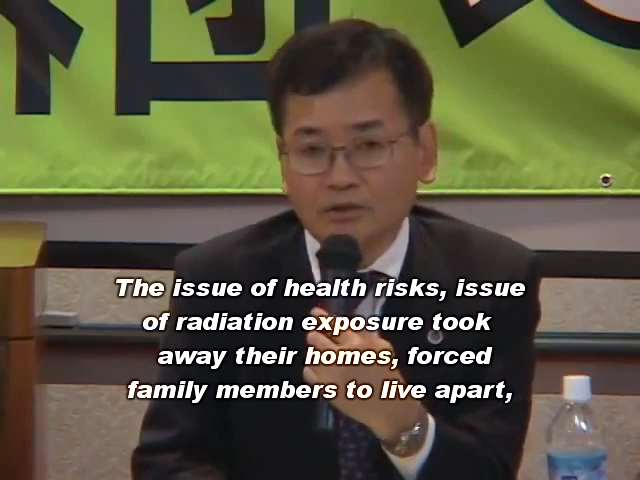 The issue of health risks, issue
of radiation exposure took
away their homes, forced
family members to live apart,